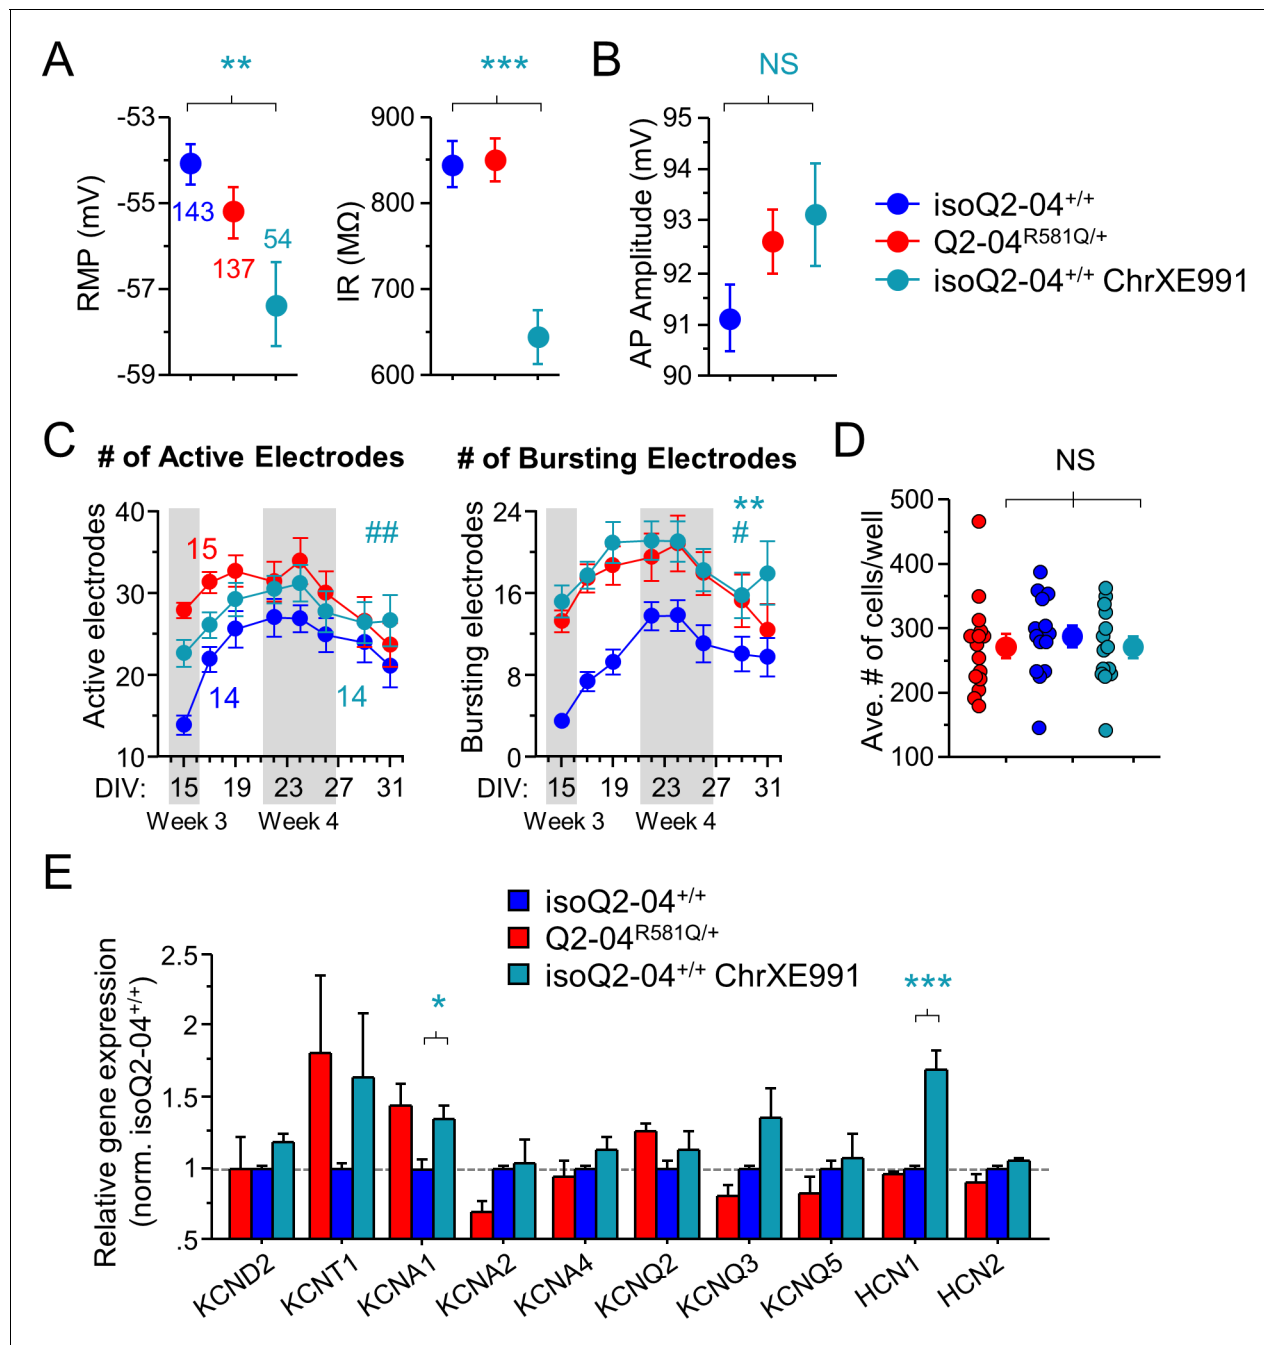 A
**
***
B
NS
-53
-55
-57
-59
RMP (mV)
143
137
54
900
800
700
600
IR (MΩ)
95
94
93
92
91
90
AP Amplitude (mV)
isoQ2-04+/+
Q2-04R581Q/+
isoQ2-04+/+ ChrXE991
C
# of Active Electrodes
Active electrodes
40
30
20
10
15
14
14
##
DIV: 15 19 23 27 31
Week 3 Week 4
# of Bursting Electrodes
Bursting electrodes
24
16
8
0
**
#
DIV: 15 19 23 27 31
Week 3 Week 4
D
NS
Ave. # of cells/well
500
400
300
200
100
E
isoQ2-04+/+
Q2-04R581Q/+
isoQ2-04+/+ ChrXE991
Relative gene expression
(norm. isoQ2-04+/+)
2.5
2
1.5
1
.5
*
***
KCND2
KCNT1
KCNA1
KCNA2
KCNA4
KCNQ2
KCNQ3
KCNQ5
HCN1
HCN2